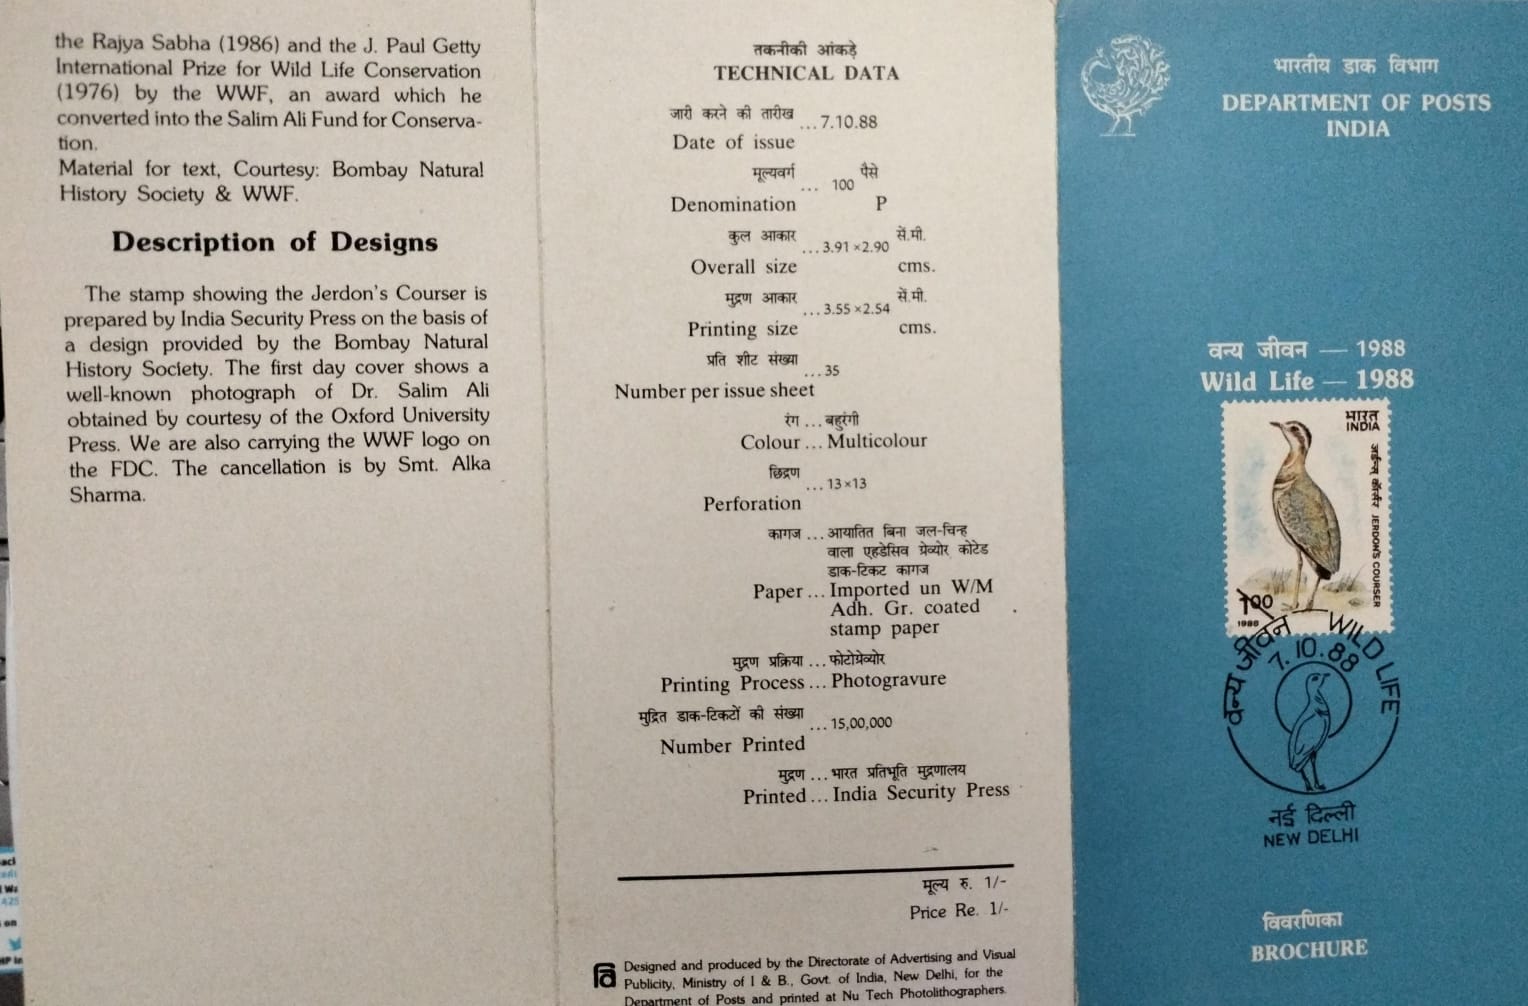 the Rajya Sabha (1986) and the J. Paul Getty
International Prize for Wild Life Conservation
(1976) by the WWF, an award which he
converted into the Salim Ali Fund for Conserva-
tion.
Material for text, Courtesy: Bombay Natural
History Society & WWF.
Description of Designs
The stamp showing the Jerdon's Courser is
prepared by India Security Press on the basis of
a design provided by the Bombay Natural
History Society. The first day cover shows a
well-known photograph of Dr. Salim Ali
obtained by courtesy of the Oxford University
Press. We are also carrying the WWF logo on
the FDC. The cancellation is by Smt. Alka
Sharma.
तकनीकी आंकड़े
TECHNICAL DATA
जारी करने की तारीख
...7.10.88
Date of issue
मूल्यवर्ग पैसे
... 100
Denomination P
कुल आकार सें.मी.
...3.91 ×2.90
Overall size cms.
मुद्रण आकार सें.मी.
...3.55 ×2.54
Printing size cms.
प्रति शीट संख्या
...35
Number per issue sheet
रंग ... बहुरंगी
Colour ... Multicolour
छिद्रण
... 13×13
Perforation
कागज ... आयातित बिना जल-चिन्ह
वाला एहडेसिव ग्रेव्योर कोटेड
डाक-टिकट कागज
Paper ... Imported un W/M
Adh. Gr. coated
stamp paper
मुद्रण प्रक्रिया ... फोटोग्रेव्योर
Printing Process ... Photogravure
मुद्रित डाक-टिकटों की संख्या
... 15,00,000
Number Printed
मुद्रण ... भारत प्रतिभूति मुद्रणालय
Printed ... India Security Press
मूल्य रु. 1/-
Price Re. 1/-
Designed and produced by the Directorate of Advertising and Visual
Publicity, Ministry of I & B., Govt. of India, New Delhi, for the
Department of Posts and printed at Nu Tech Photolithographers.
भारतीय डाक विभाग
DEPARTMENT OF POSTS
INDIA
वन्य जीवन — 1988
Wild Life — 1988
भारत
INDIA
जर्डन्स् कॉर्सर JERDON'S COURSER
100
1988
वन्य जीवन WILD LIFE
7.10.88
नई दिल्ली
NEW DELHI
विवरणिका
BROCHURE